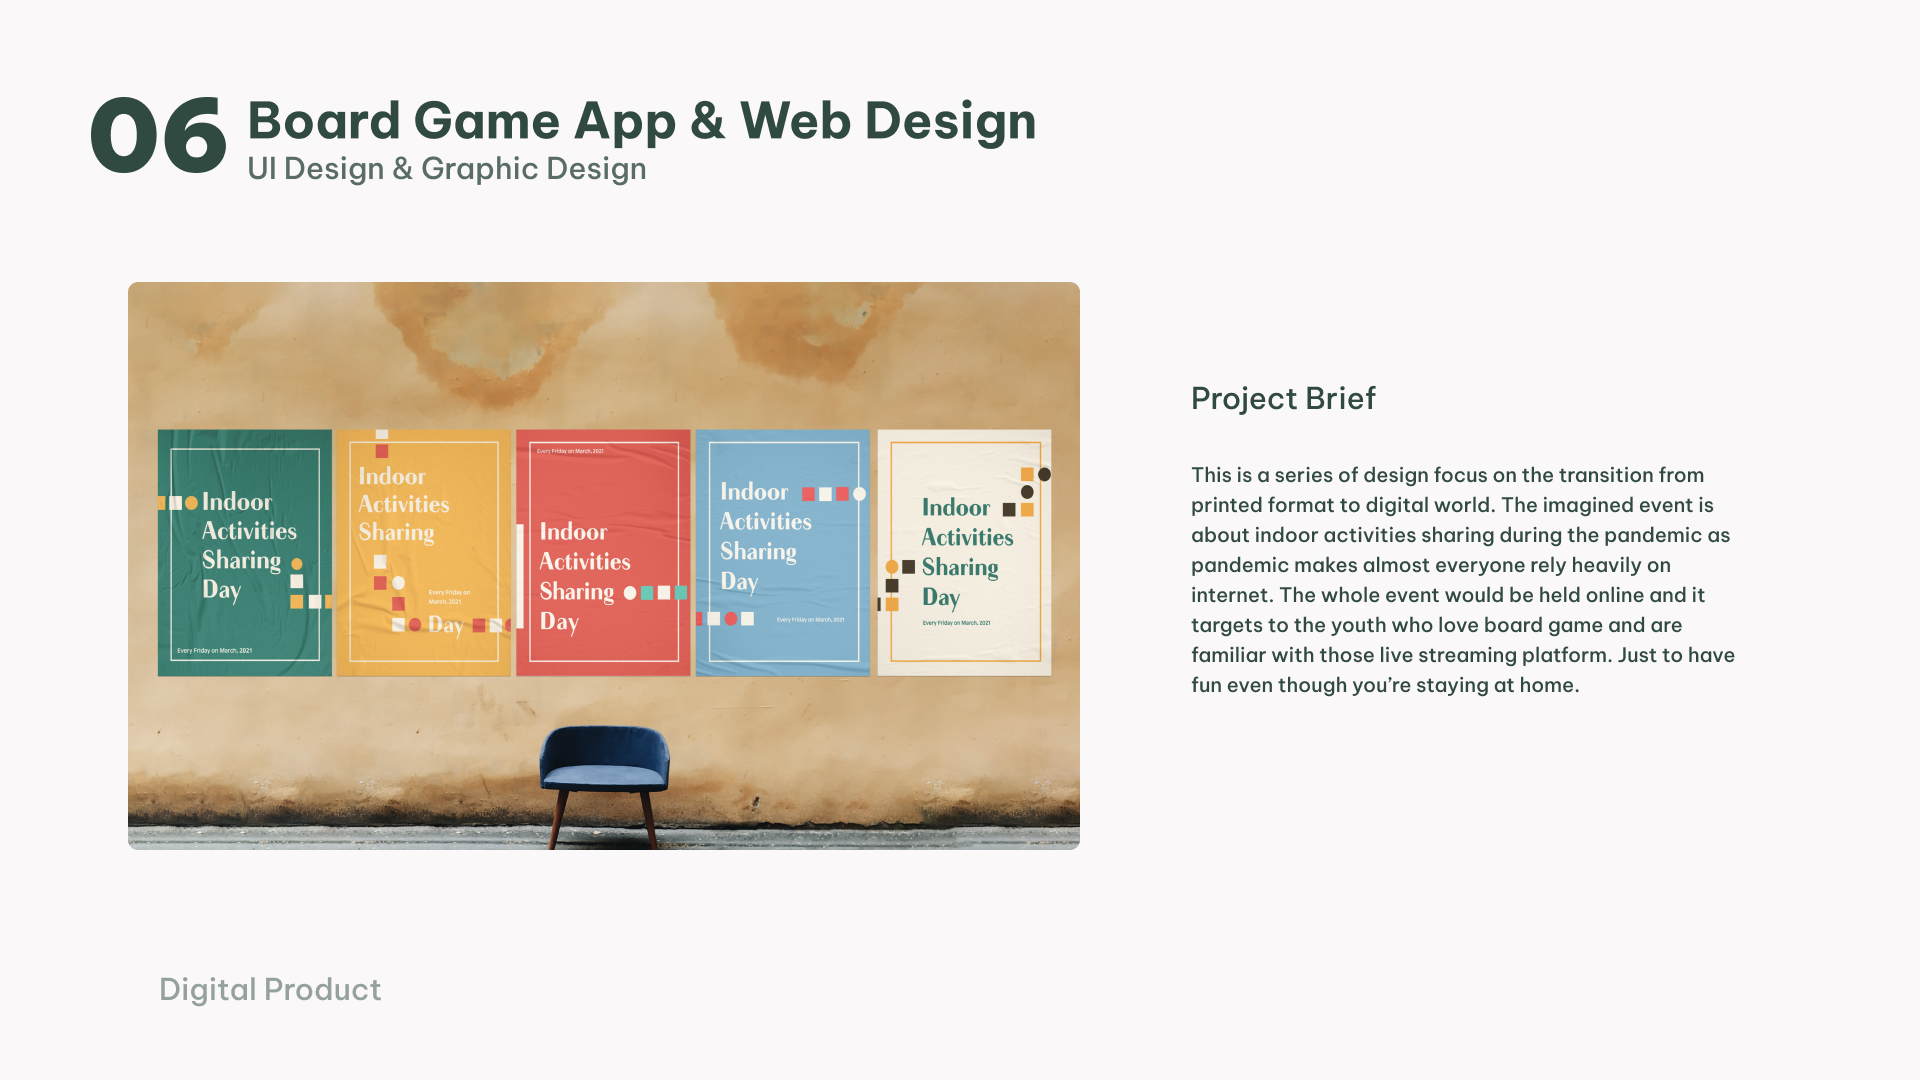 06
Board Game App & Web Design
UI Design & Graphic Design
Indoor
Activities
Sharing
Day
Every Friday on March, 2021
Indoor
Activities
Sharing
Every Friday on
March, 2021
Day
Every Friday on March, 2021
Indoor
Activities
Sharing
Day
Indoor
Activities
Sharing
Day
Every Friday on March, 2021
Indoor
Activities
Sharing
Day
Every Friday on March, 2021
Project Brief
This is a series of design focus on the transition from
printed format to digital world. The imagined event is
about indoor activities sharing during the pandemic as
pandemic makes almost everyone rely heavily on
internet. The whole event would be held online and it
targets to the youth who love board game and are
familiar with those live streaming platform. Just to have
fun even though you’re staying at home.
Digital Product